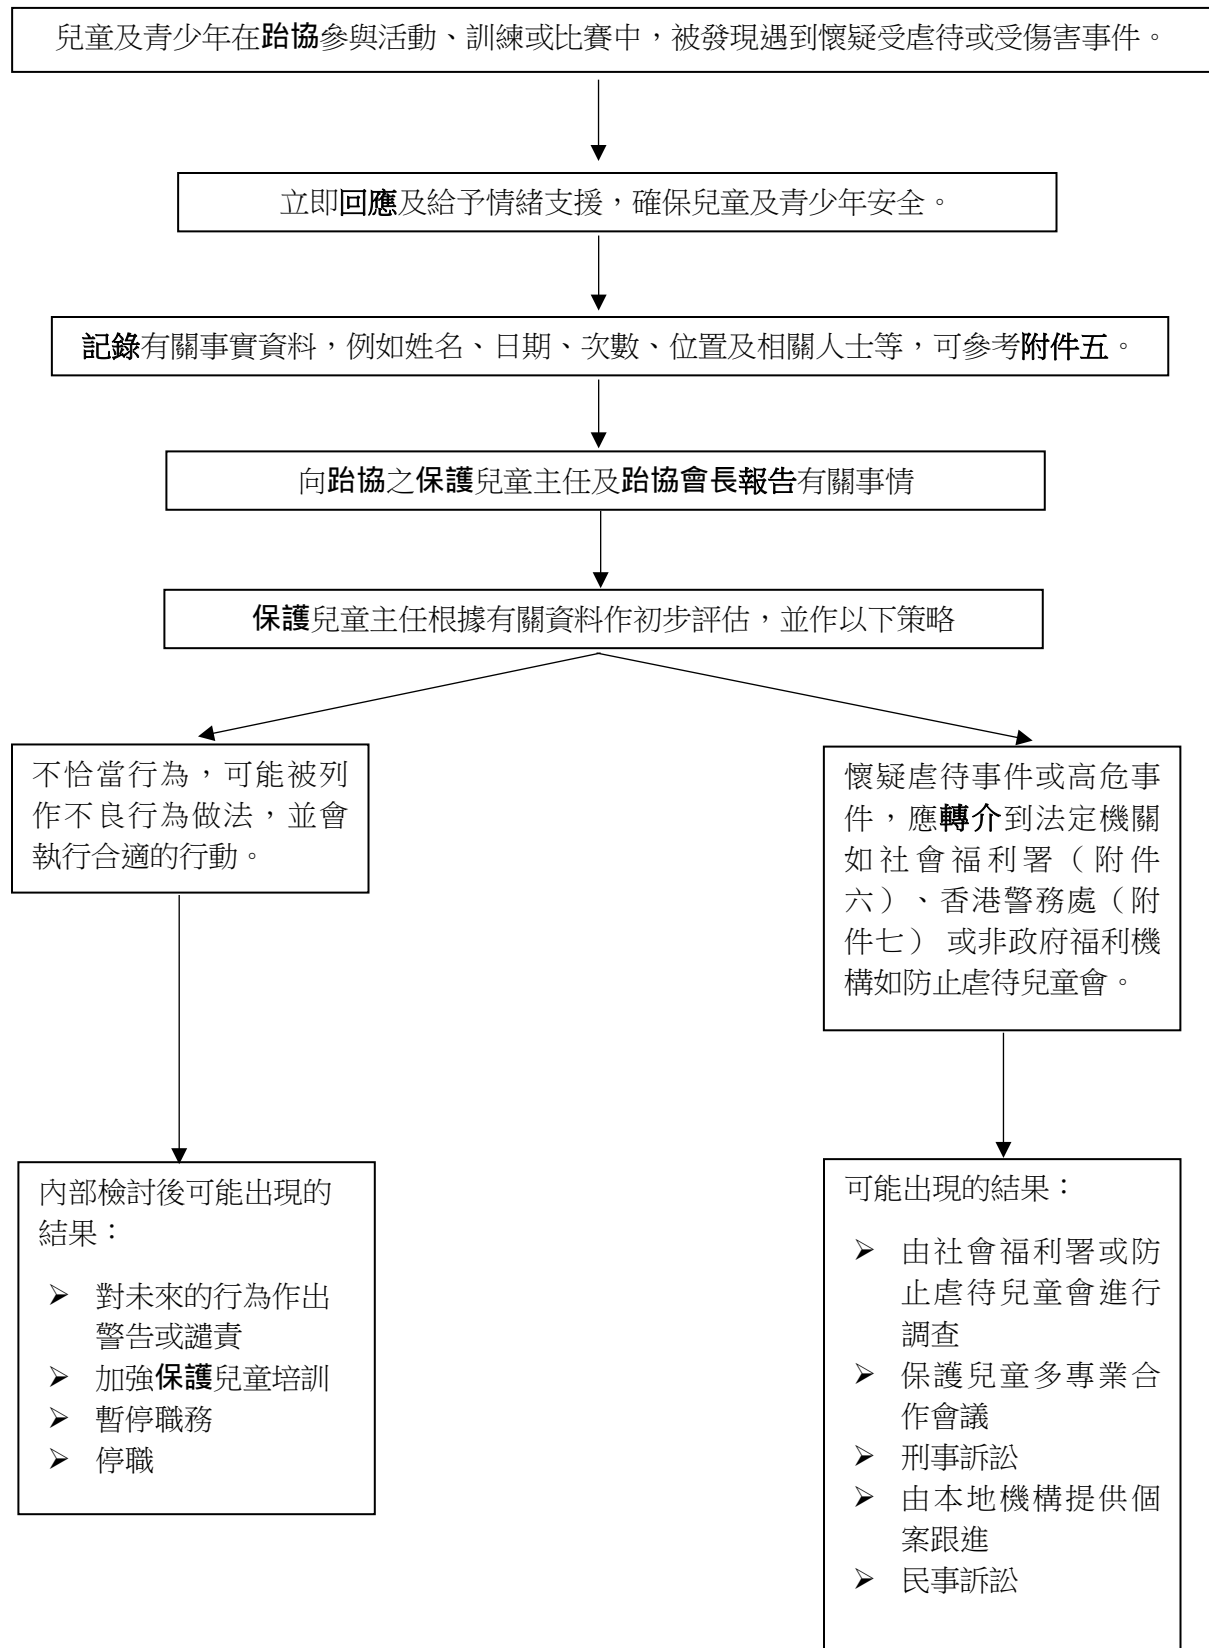 兒童及青少年在跆協參與活動、訓練或比賽中，被發現遇到懷疑受虐待或受傷害事件。
立即回應及給予情緒支援，確保兒童及青少年安全。
記錄有關事實資料，例如姓名、日期、次數、位置及相關人士等，可參考附件五。
向跆協之保護兒童主任及跆協會長報告有關事情
保護兒童主任根據有關資料作初步評估，並作以下策略
不恰當行為，可能被列
作不良行為做法，並會
執行合適的行動。
懷疑虐待事件或高危事
件，應轉介到法定機關
如社會福利署（附件
六）、香港警務處（附
件七） 或非政府福利機
構如防止虐待兒童會。
內部檢討後可能出現的
結果：
➢ 對未來的行為作出
警告或譴責
➢ 加強保護兒童培訓
➢ 暫停職務
➢ 停職
可能出現的結果：
➢ 由社會福利署或防
止虐待兒童會進行
調查
➢ 保護兒童多專業合
作會議
➢ 刑事訴訟
➢ 由本地機構提供個
案跟進
➢ 民事訴訟